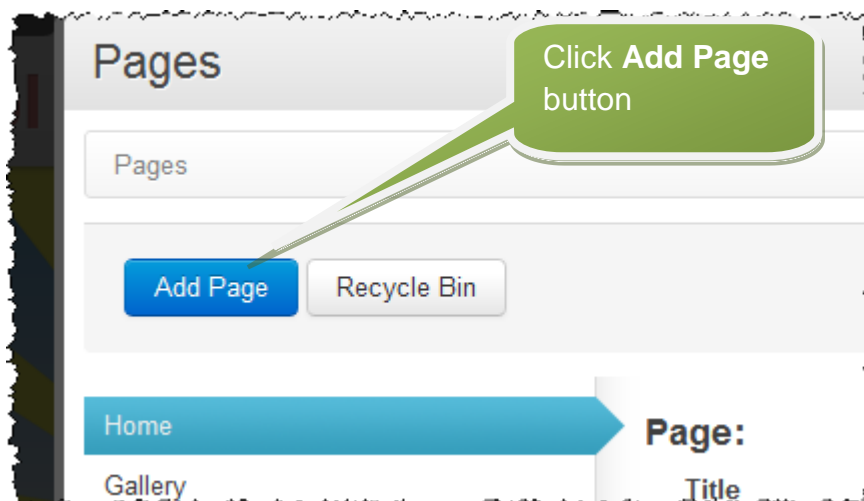 Pages
Click Add Page
button
Pages
Add Page
Recycle Bin
Home
Page:
Gallery
Title